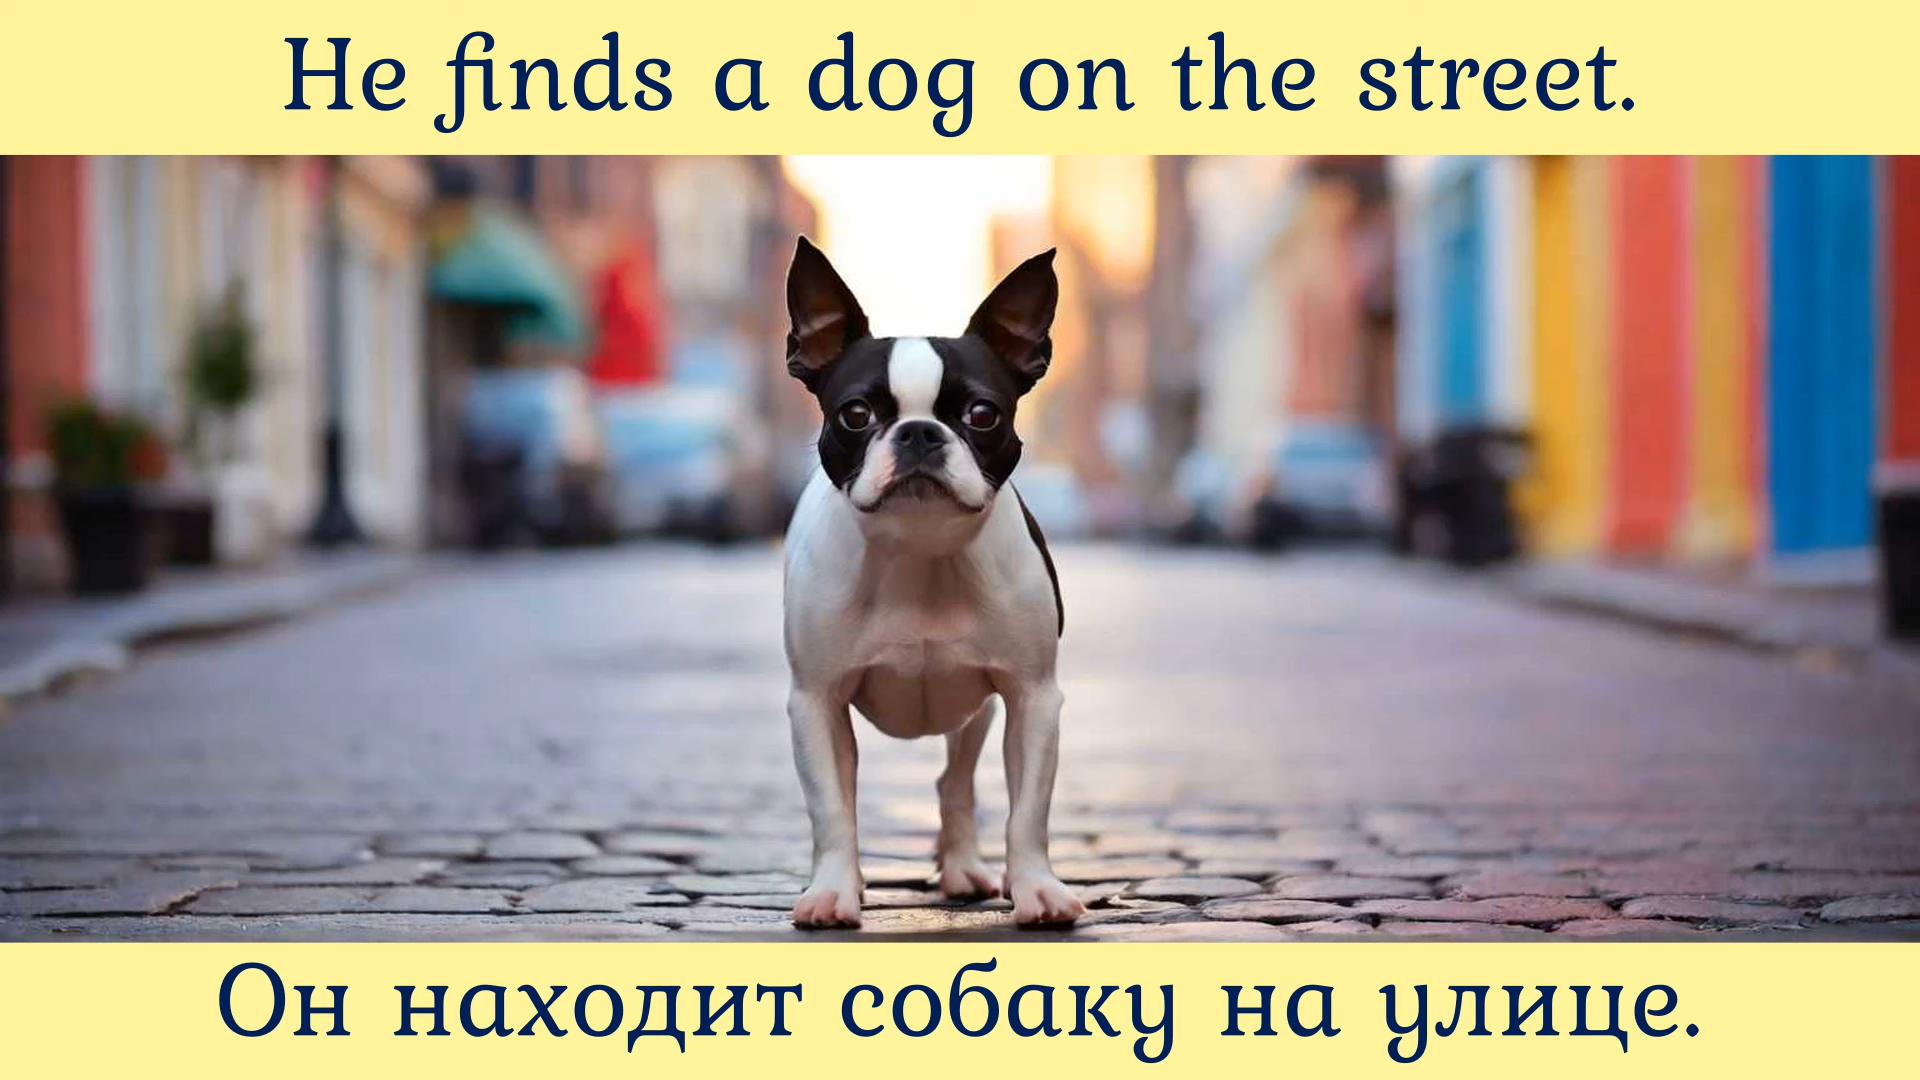 He finds a dog on the street.
Он находит собаку на улице.